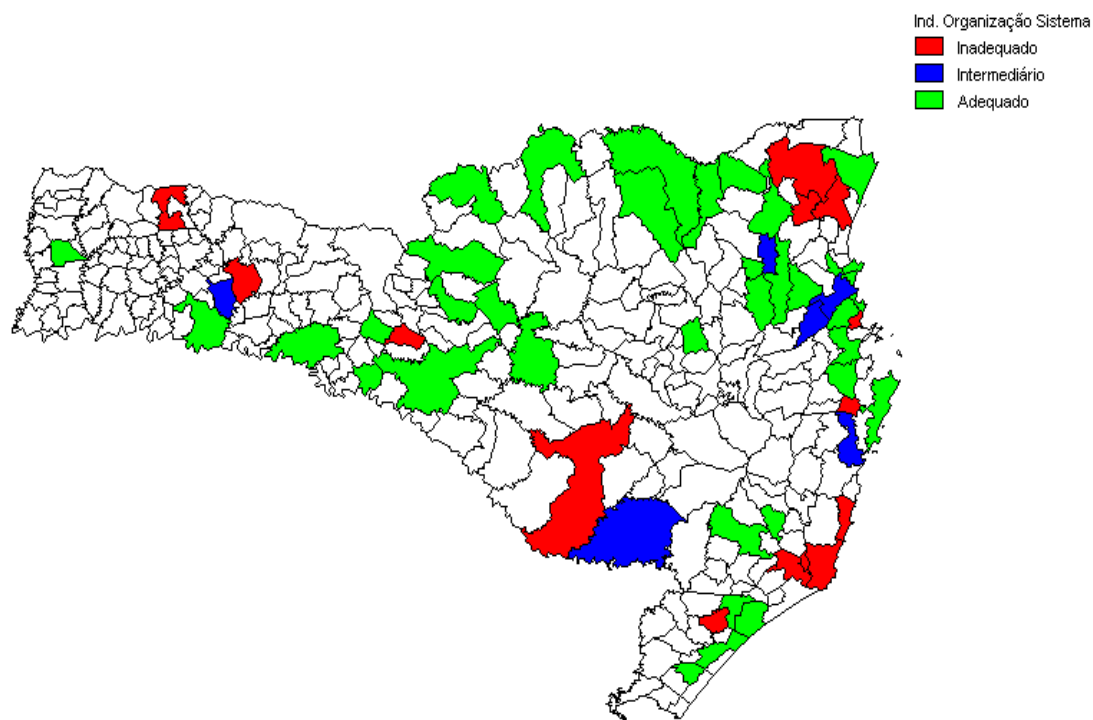 Ind. Organização Sistema
Inadequado
Intermediário
Adequado